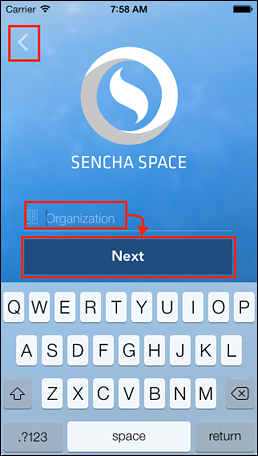 Carrier 7:58 AM
SENCHA SPACE
Organization
Next
Q W E R T Y U I O P
A S D F G H J K L
Z X C V B N M
.?123 space return